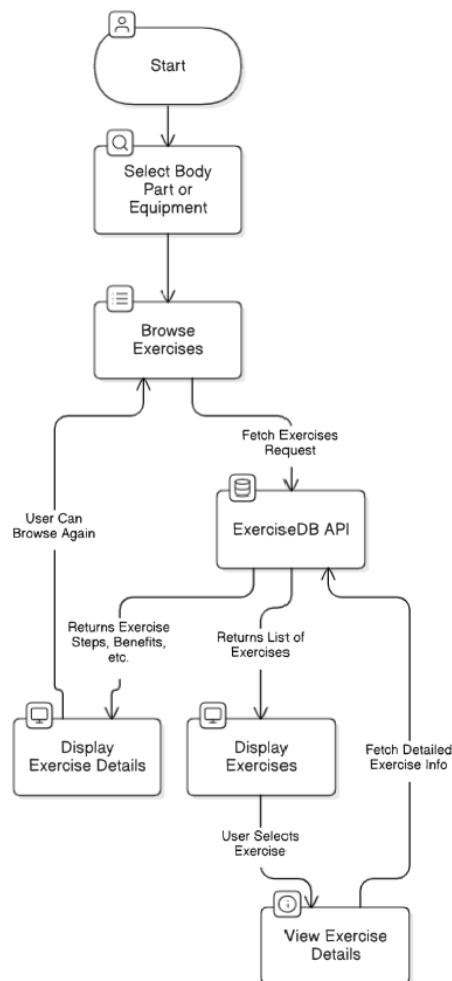 Start
Select Body
Part or
Equipment
Browse
Exercises
Fetch Exercises
Request
User Can
Browse Again
ExerciseDB API
Returns Exercise
Steps, Benefits,
etc.
Returns List of
Exercises
Display
Exercise Details
Display
Exercises
Fetch Detailed
Exercise Info
User Selects
Exercise
View Exercise
Details